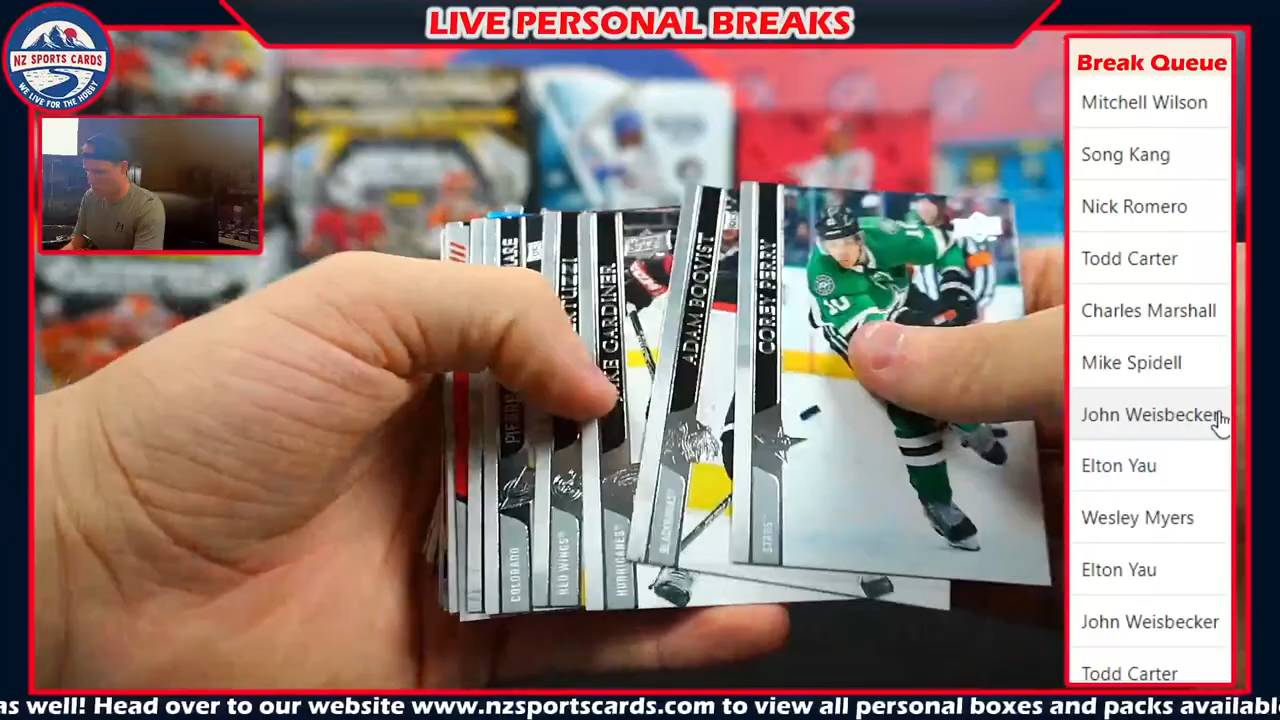 LIVE PERSONAL BREAKS
NZ SPORTS CARDS
WE LIVE FOR THE HOBBY
Break Queue
Mitchell Wilson
Song Kang
Nick Romero
Todd Carter
Charles Marshall
Mike Spidell
John Weisbecker
Elton Yau
Wesley Myers
Elton Yau
John Weisbecker
Todd Carter
COLORADO
RED WINGS
HURRICANES
GARDINER
BLACKHAWKS
ADAM BOQVIST
STARS
COREY PERRY
10
as well! Head over to our website www.nzsportscards.com to view all personal boxes and packs availabl